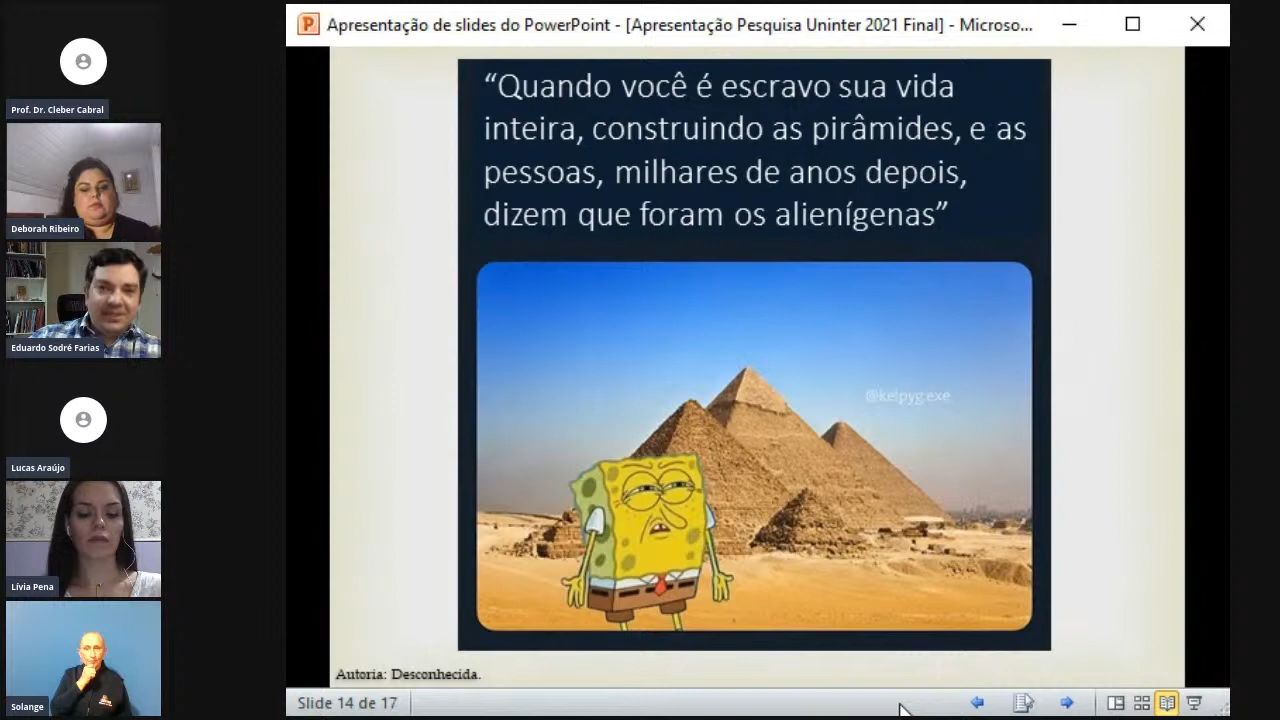 Apresentação de slides do PowerPoint - [Apresentação Pesquisa Uninter 2021 Final] - Microso...
Prof. Dr. Cleber Cabral
Deborah Ribeiro
Eduardo Sodré Farias
Lucas Araújo
Lívia Pena
Solange
“Quando você é escravo sua vida
inteira, construindo as pirâmides, e as
pessoas, milhares de anos depois,
dizem que foram os alienígenas”
@kelpyg.exe
Autoria: Desconhecida.
Slide 14 de 17